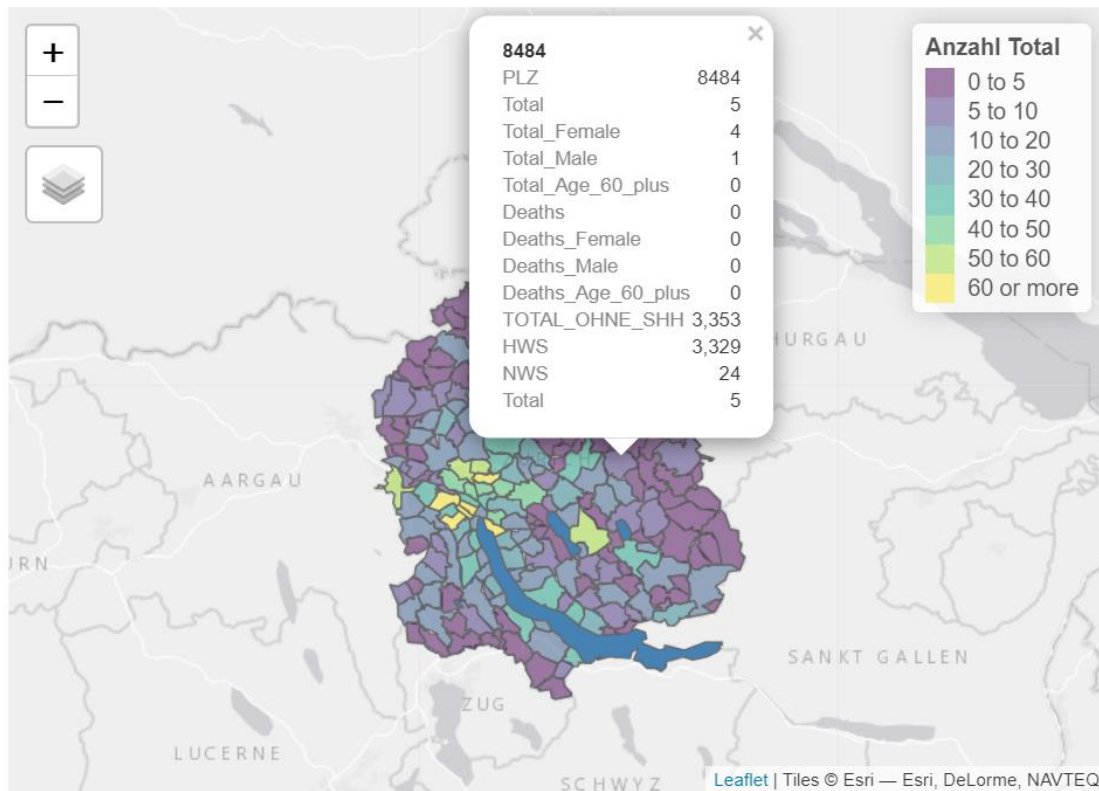 +
−
8484 ×
PLZ 8484
Total 5
Total_Female 4
Total_Male 1
Total_Age_60_plus 0
Deaths 0
Deaths_Female 0
Deaths_Male 0
Deaths_Age_60_plus 0
TOTAL_OHNE_SHH 3,353
HWS 3,329
NWS 24
Total 5
Anzahl Total
0 to 5
5 to 10
10 to 20
20 to 30
30 to 40
40 to 50
50 to 60
60 or more
HURGAU
AARGAU
URN
SANKT GALLEN
ZUG
LUCERNE
SCHWYZ
Leaflet | Tiles © Esri — Esri, DeLorme, NAVTEQ